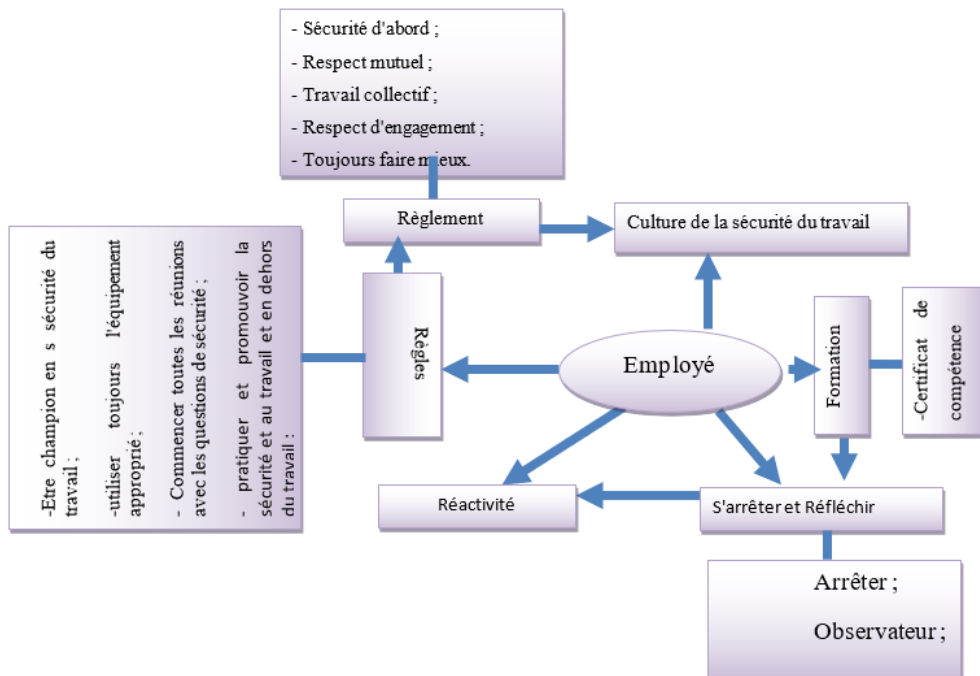 - Sécurité d'abord ;
- Respect mutuel ;
- Travail collectif ;
- Respect d'engagement ;
- Toujours faire mieux.
Règlement
Culture de la sécurité du travail
-Etre champion en s sécurité du
travail ;
-utiliser toujours l'équipement
approprié ;
- Commencer toutes les réunions
avec les questions de sécurité ;
- pratiquer et promouvoir la
sécurité et au travail et en dehors
du travail :
Règles
Employé
Formation
-Certificat de
compétence
Réactivité
S'arrêter et Réfléchir
Arrêter ;
Observateur ;